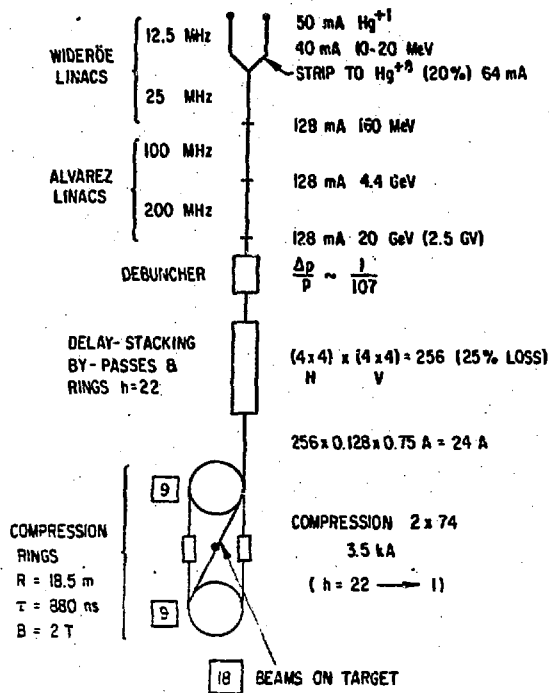 50 mA Hg+1
12.5 MHz
40 mA 10-20 MeV
WIDERÖE
LINACS
STRIP TO Hg+8 (20%) 64 mA
25 MHz
128 mA 160 MeV
100 MHz
ALVAREZ
LINACS
128 mA 4.4 GeV
200 MHz
128 mA 20 GeV (2.5 GV)
DEBUNCHER
Δp/p ~ 1/107
DELAY-STACKING
BY-PASSES &
RINGS h=22
(4x4) x (4x4) = 256 (25% LOSS)
H V
256 x 0.128 x 0.75 A = 24 A
9
COMPRESSION
RINGS
R = 18.5 m
τ = 880 ns
B = 2 T
COMPRESSION 2 x 74
3.5 kA
(h = 22 → 1)
9
18 BEAMS ON TARGET